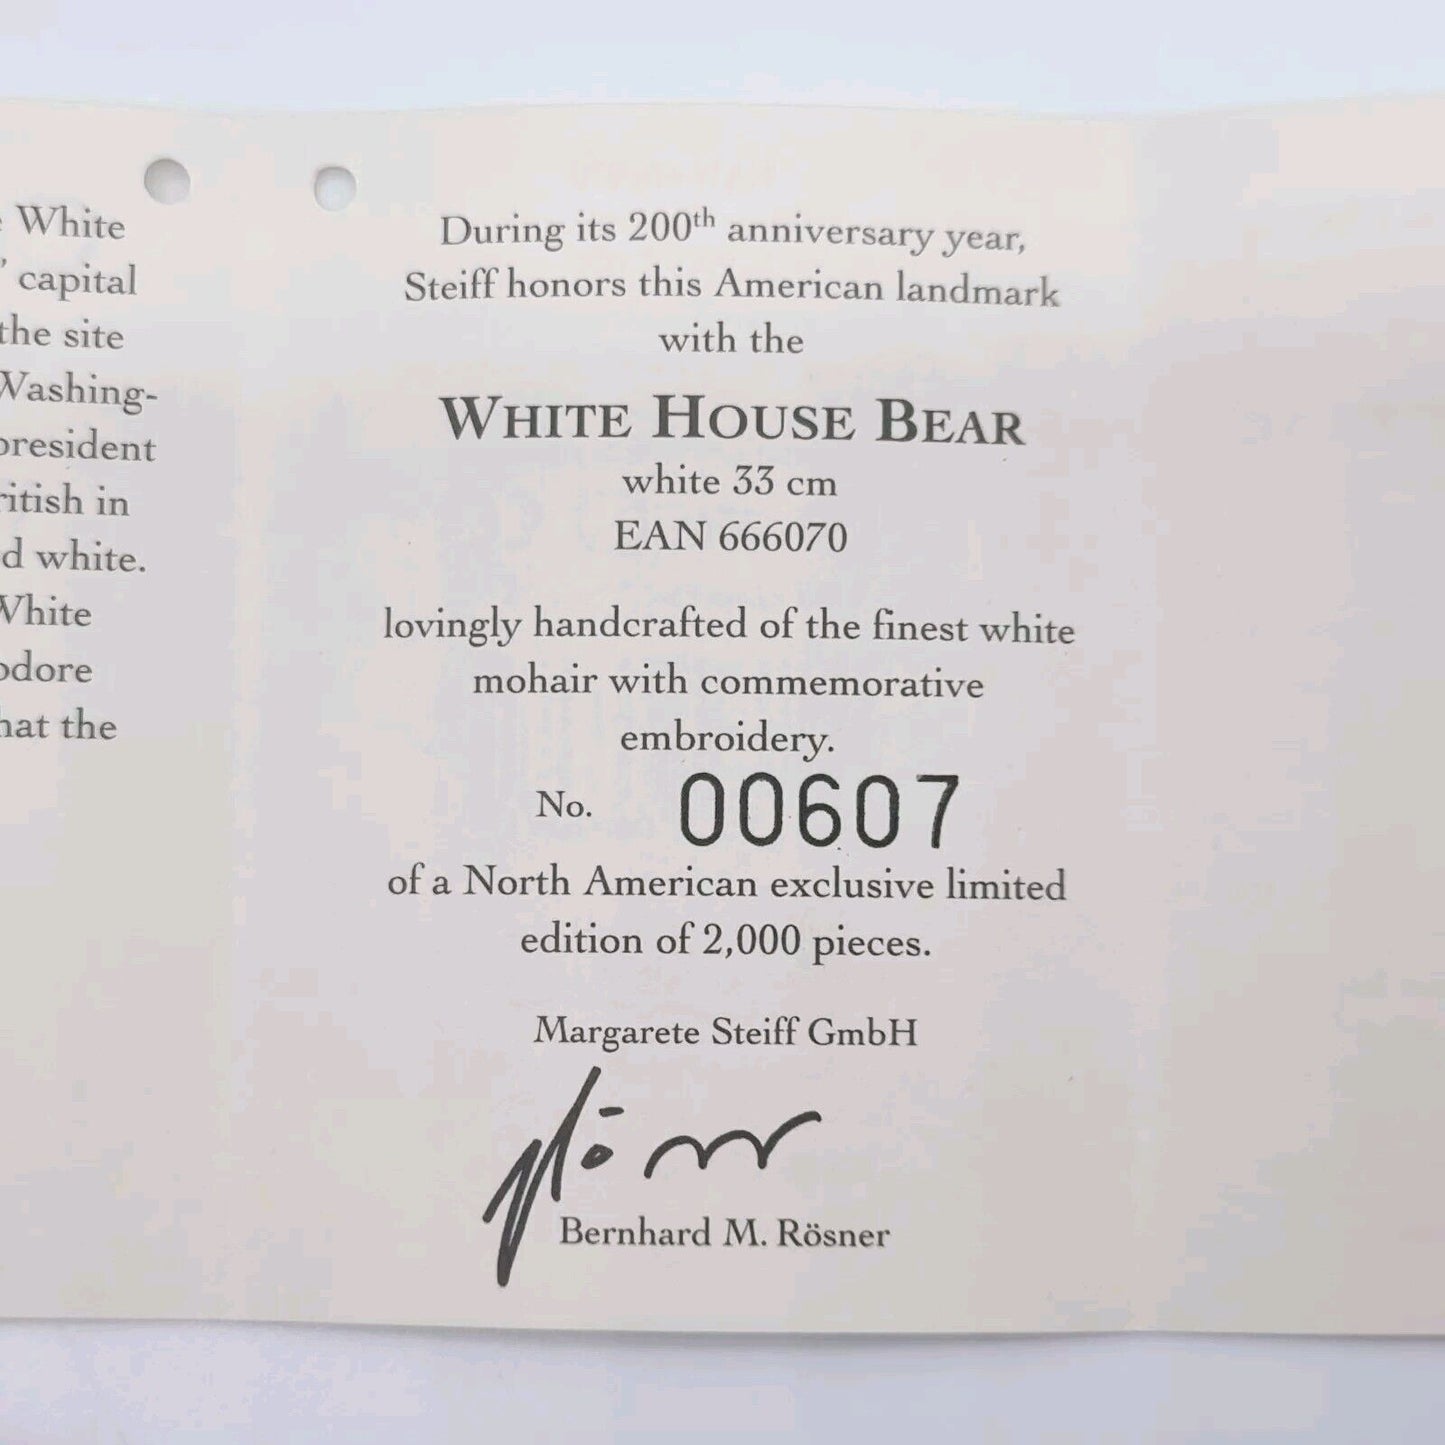 White
' capital
the site
Washing-
president
in
white.
White
hat the
During its 200th anniversary year,
Steiff honors this American landmark
with the
WHITE HOUSE BEAR
white 33 cm
EAN 666070
lovingly handcrafted of the finest white
mohair with commemorative
embroidery.
No. 00607
of a North American exclusive limited
edition of 2,000 pieces.
Margarete Steiff GmbH
Bernhard M. Rösner